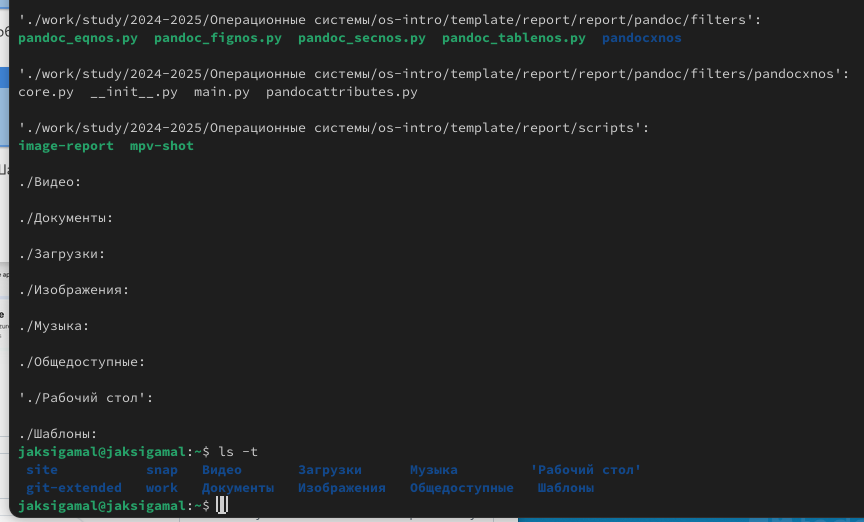 './work/study/2024-2025/Операционные системы/os-intro/template/report/report/pandoc/filters':
pandoc_eqnos.py  pandoc_fignos.py  pandoc_secnos.py  pandoc_tablenos.py  pandocxnos
'./work/study/2024-2025/Операционные системы/os-intro/template/report/report/pandoc/filters/pandocxnos':
core.py  __init__.py  main.py  pandocattributes.py
'./work/study/2024-2025/Операционные системы/os-intro/template/report/scripts':
image-report  mpv-shot
./Видео:
./Документы:
./Загрузки:
./Изображения:
./Музыка:
./Общедоступные:
'./Рабочий стол':
./Шаблоны:
jaksigamal@jaksigamal:~$ ls -t
site  snap  Видео  Загрузки  Музыка  'Рабочий стол'
git-extended  work  Документы  Изображения  Общедоступные  Шаблоны
jaksigamal@jaksigamal:~$